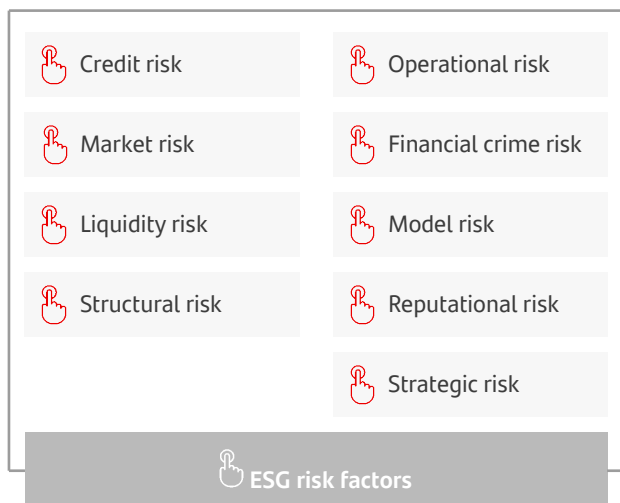 Credit risk
Market risk
Liquidity risk
Structural risk
Operational risk
Financial crime risk
Model risk
Reputational risk
Strategic risk
ESG risk factors